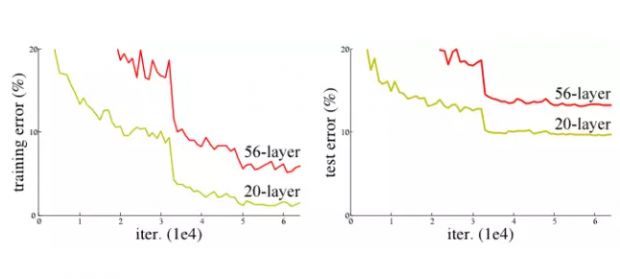 20
10
0
training error (%)
56-layer
20-layer
0 1 2 3 4 5 6
iter. (1e4)
20
10
0
test error (%)
56-layer
20-layer
0 1 2 3 4 5 6
iter. (1e4)